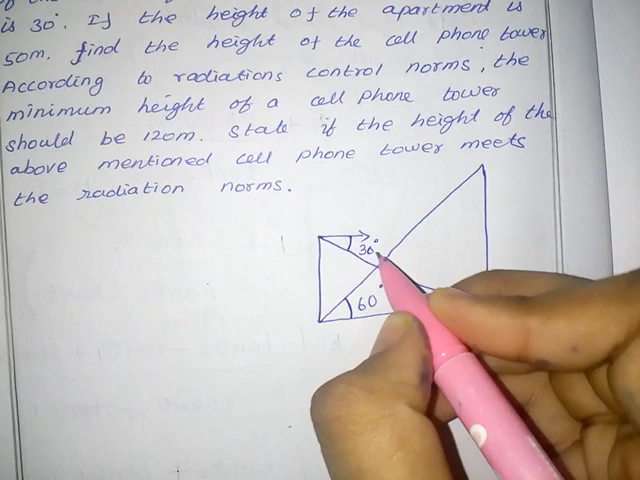 is 30°. If the height of the apartment is
50m. find the height of the cell phone tower
According to radiations control norms, the
minimum height of a cell phone tower
should be 120m. State if the height of the
above mentioned cell phone tower meets
the radiation norms.
30°
60°